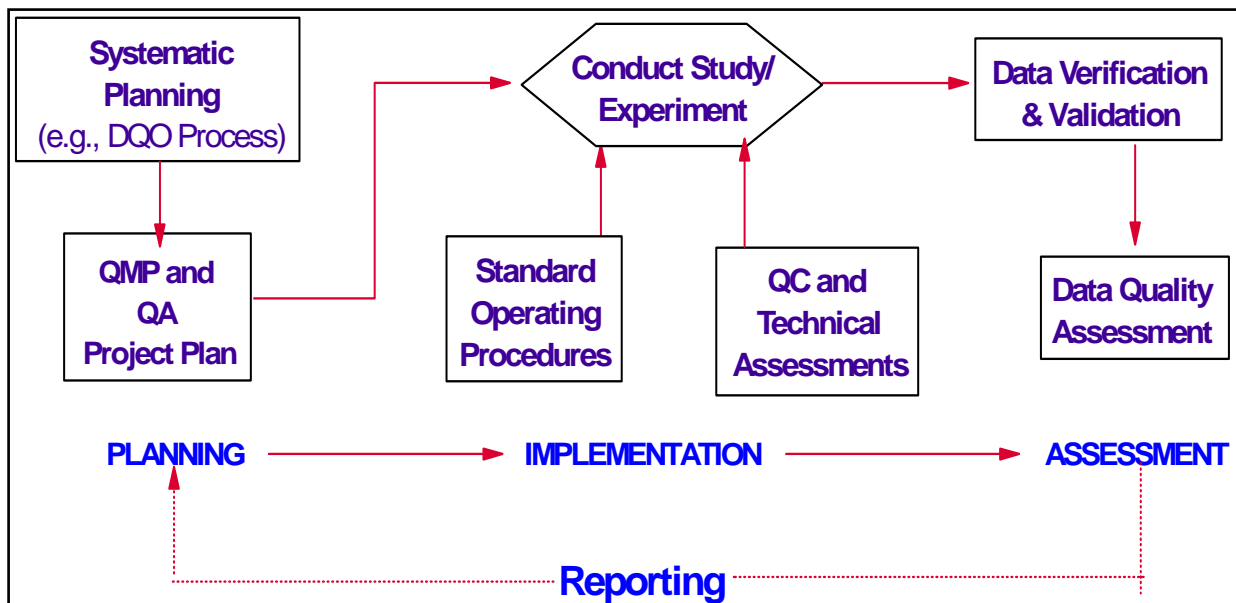 Systematic
Planning
(e.g., DQO Process)
QMP and
QA
Project Plan
Conduct Study/
Experiment
Standard
Operating
Procedures
QC and
Technical
Assessments
Data Verification
& Validation
Data Quality
Assessment
PLANNING
IMPLEMENTATION
ASSESSMENT
Reporting